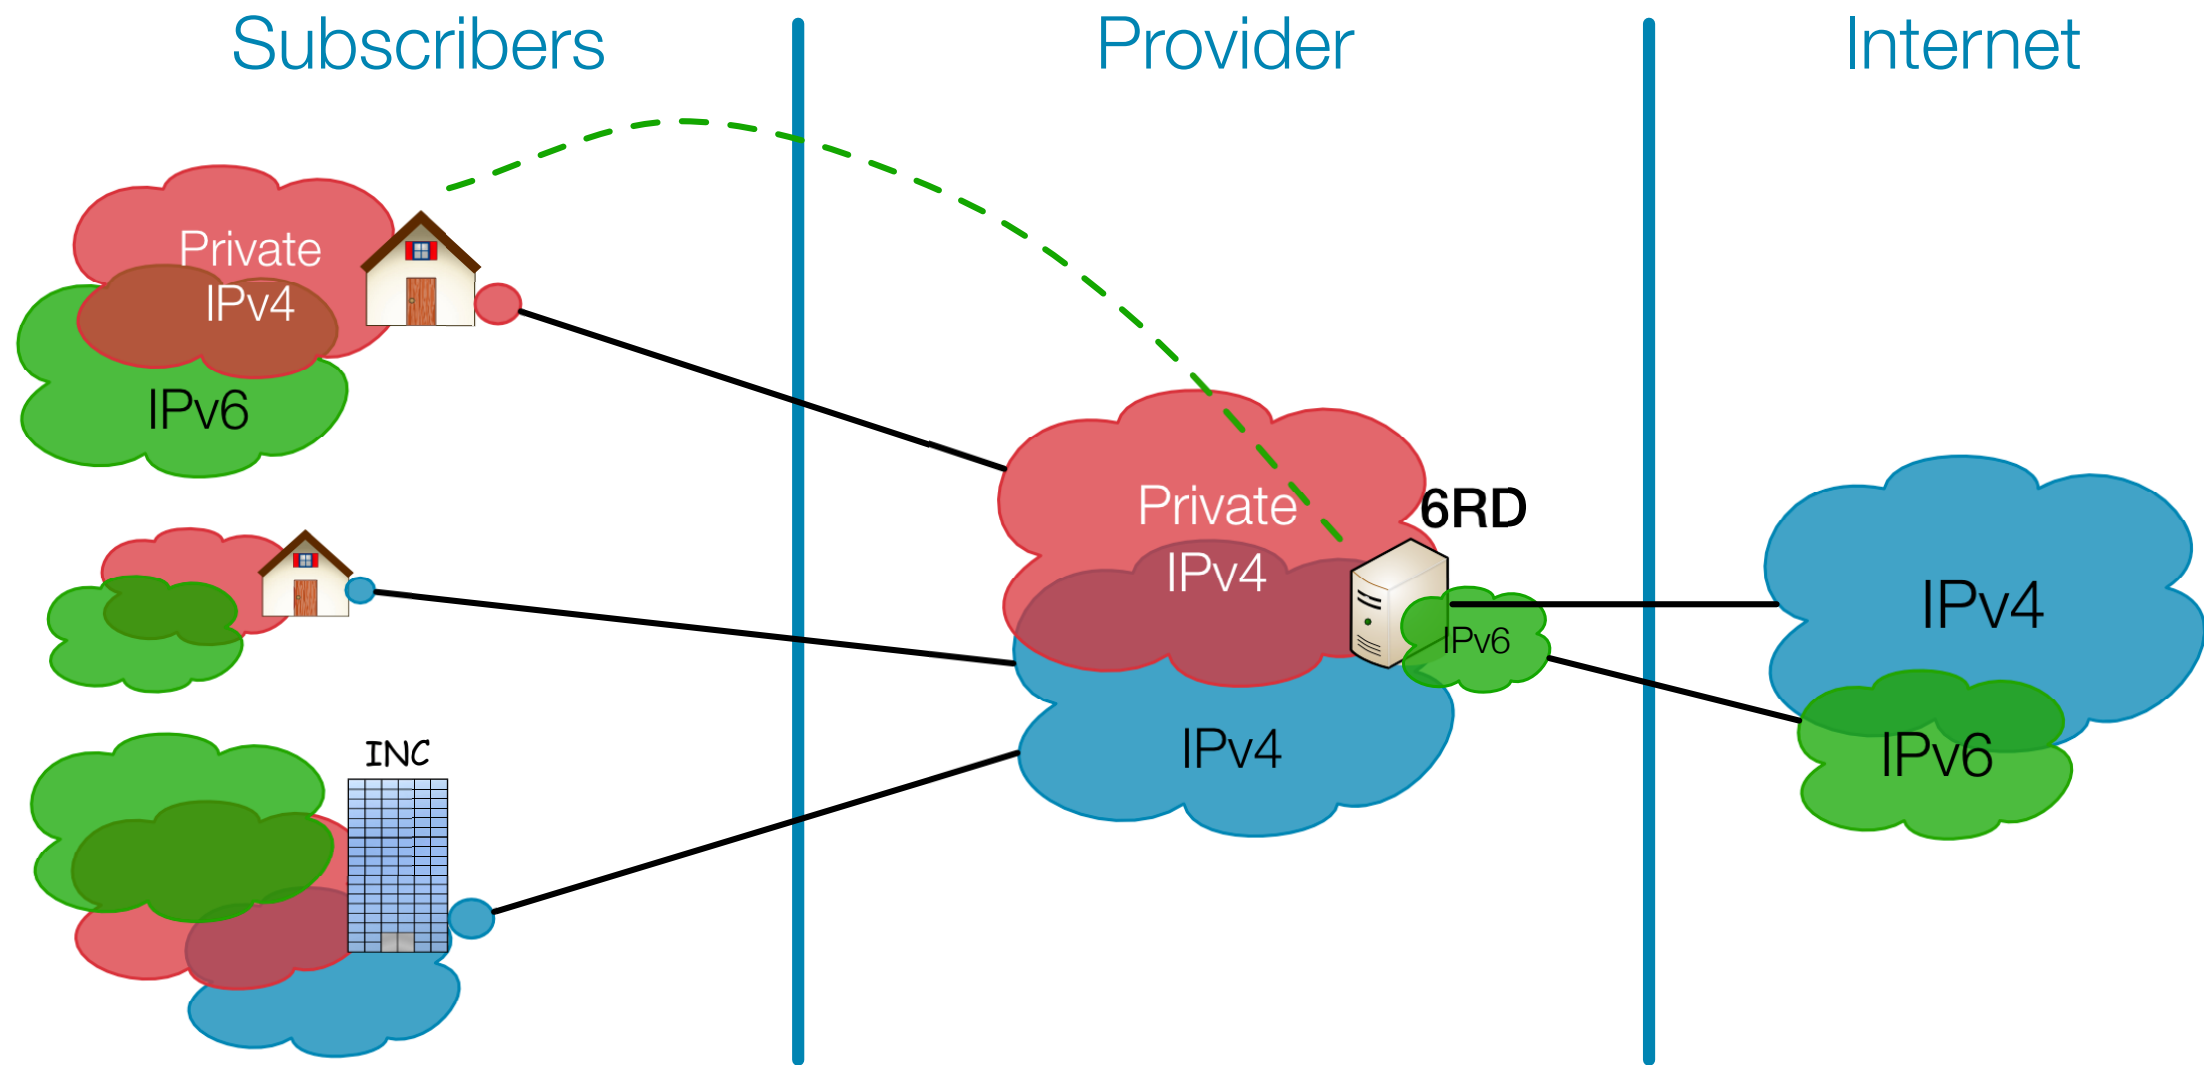 Subscribers
Provider
Internet
Private
IPv4
IPv6
INC
Private
IPv4
6RD
IPv6
IPv4
IPv4
IPv6